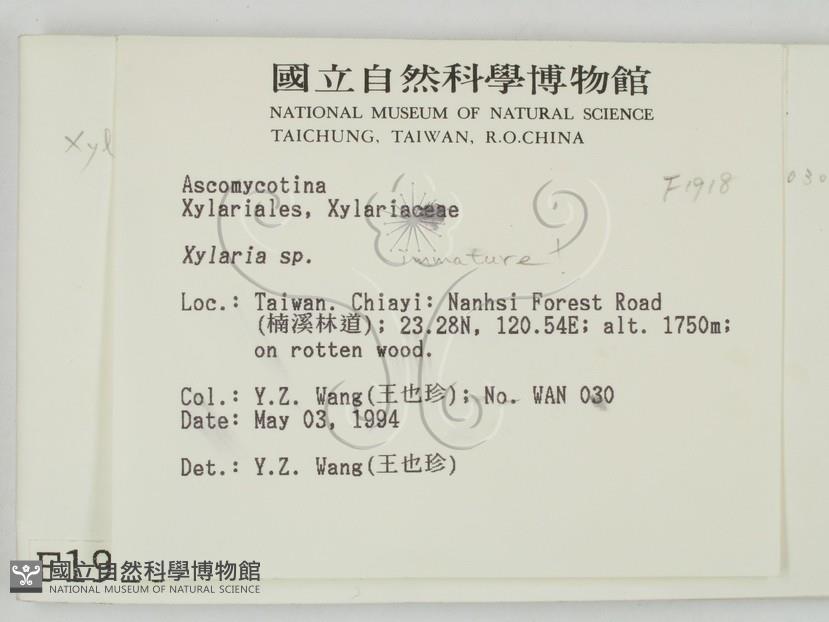 國立自然科學博物館
NATIONAL MUSEUM OF NATURAL SCIENCE
TAICHUNG, TAIWAN, R.O.CHINA
Xyl
F1918
030
Ascomycotina
Xylariales, Xylariaceae
Xylaria sp. immature!
Loc.: Taiwan. Chiayi: Nanhsi Forest Road
(楠溪林道); 23.28N, 120.54E; alt. 1750m;
on rotten wood.
Col.: Y.Z. Wang(王也珍); No. WAN 030
Date: May 03, 1994
Det.: Y.Z. Wang(王也珍)
F19
國立自然科學博物館
NATIONAL MUSEUM OF NATURAL SCIENCE